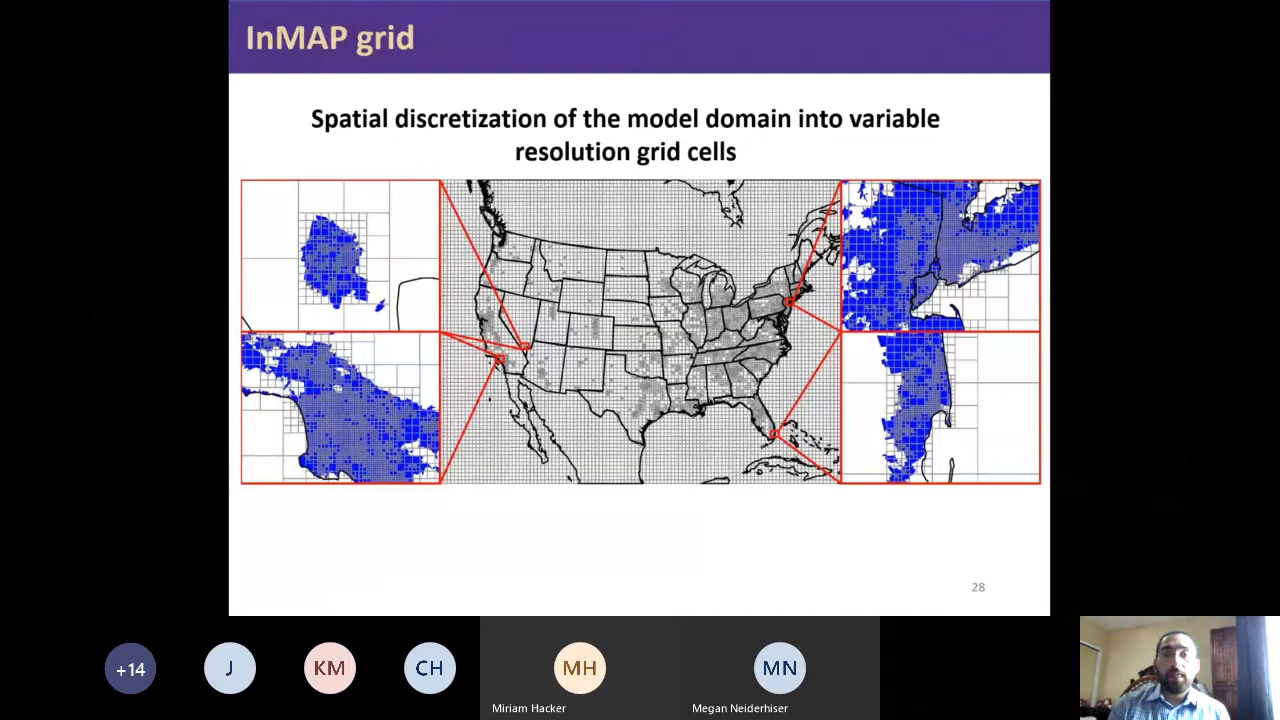 InMAP grid
Spatial discretization of the model domain into variable
resolution grid cells
28
+14
J
KM
CH
MH
MN
Miriam Hacker
Megan Neiderhiser